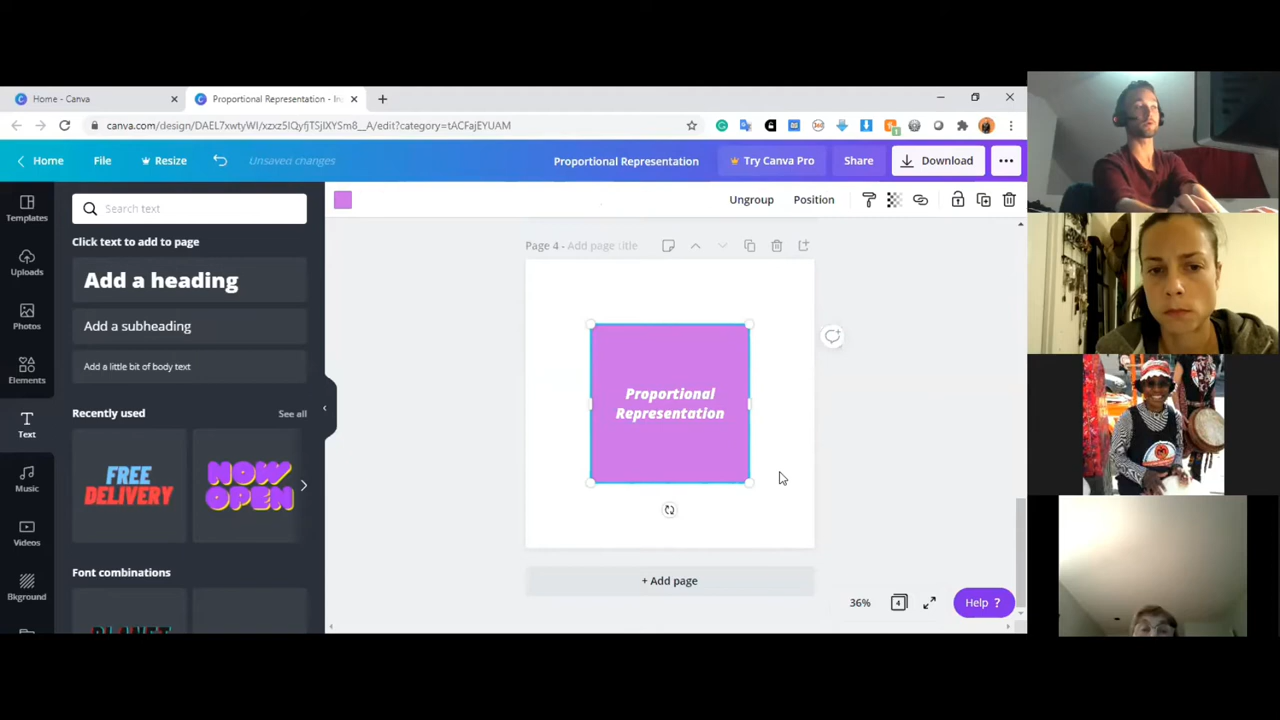 Home - Canva
Proportional Representation - In
canva.com/design/DAEL7xwtyWI/xzxz5IQyfjTSjIXYSm8__A/edit?category=tACFajEYUAM
Home
File
Resize
Unsaved changes
Proportional Representation
Try Canva Pro
Share
Download
Templates
Uploads
Photos
Elements
Text
Music
Videos
Bkground
Search text
Click text to add to page
Add a heading
Add a subheading
Add a little bit of body text
Recently used
See all
FREE
DELIVERY
NOW
OPEN
Font combinations
PLANET
Ungroup
Position
Page 4 - Add page title
Proportional
Representation
+ Add page
36%
4
Help ?